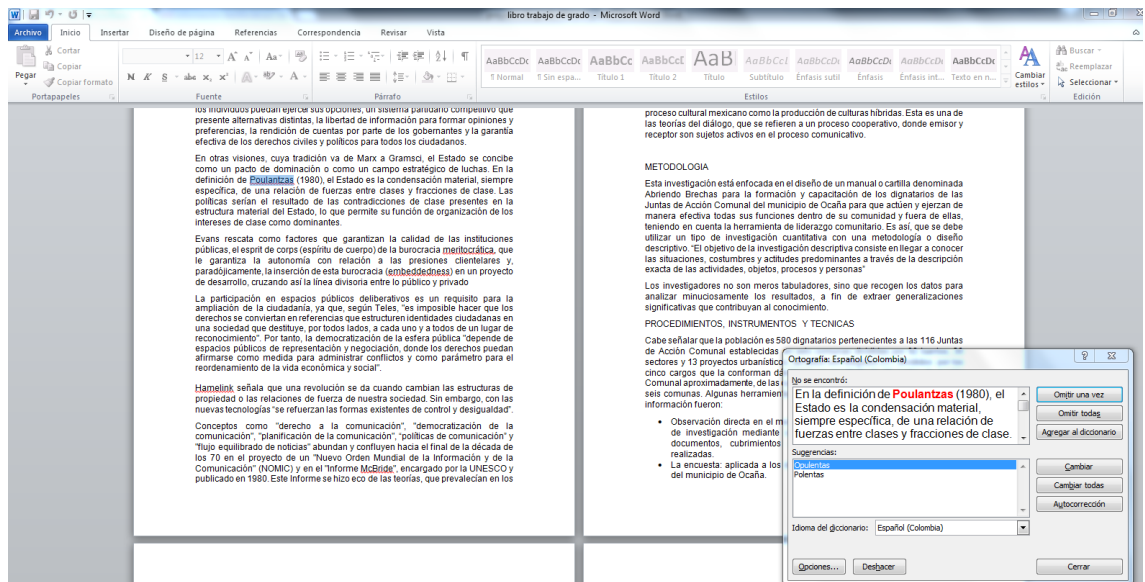 libro trabajo de grado - Microsoft Word
Archivo Inicio Insertar Diseño de página Referencias Correspondencia Revisar Vista
Pegar
Cortar
Copiar
Copiar formato
Portapapeles
12
Fuente
Párrafo
AaBbCcDc AaBbCcDc AaBbCc AaBbCcI AaB AaBbCcI AaBbCcDc AaBbCcDc AaBbCcDc AaBbCcDc
¶ Normal ¶ Sin espa... Título 1 Título 2 Título Subtítulo Énfasis sutil Énfasis Énfasis int... Texto en n...
Estilos
Cambiar estilos
Buscar
Reemplazar
Seleccionar
Edición
los individuos puedan ejercer sus opciones, un sistema partidario competitivo que
presente alternativas distintas, la libertad de información para formar opiniones y
preferencias, la rendición de cuentas por parte de los gobernantes y la garantía
efectiva de los derechos civiles y políticos para todos los ciudadanos.
En otras visiones, cuya tradición va de Marx a Gramsci, el Estado se concibe
como un pacto de dominación o como un campo estratégico de luchas. En la
definición de Poulantzas (1980), el Estado es la condensación material, siempre
específica, de una relación de fuerzas entre clases y fracciones de clase. Las
políticas serían el resultado de las contradicciones de clase presentes en la
estructura material del Estado, lo que permite su función de organización de los
intereses de clase como dominantes.
Evans rescata como factores que garantizan la calidad de las instituciones
públicas, el esprit de corps (espíritu de cuerpo) de la burocracia meritocrática, que
le garantiza la autonomía con relación a las presiones clientelares y,
paradójicamente, la inserción de esta burocracia (embeddedness) en un proyecto
de desarrollo, cruzando así la línea divisoria entre lo público y privado
La participación en espacios públicos deliberativos es un requisito para la
ampliación de la ciudadanía, ya que, según Teles, "es imposible hacer que los
derechos se conviertan en referencias que estructuren identidades ciudadanas en
una sociedad que destituye, por todos lados, a cada uno y a todos de un lugar de
reconocimiento". Por tanto, la democratización de la esfera pública "depende de
espacios públicos de representación y negociación, donde los derechos puedan
afirmarse como medida para administrar conflictos y como parámetro para el
reordenamiento de la vida económica y social".
Hamelink señala que una revolución se da cuando cambian las estructuras de
propiedad o las relaciones de fuerza de nuestra sociedad. Sin embargo, con las
nuevas tecnologías "se refuerzan las formas existentes de control y desigualdad".
Conceptos como "derecho a la comunicación", "democratización de la
comunicación", "planificación de la comunicación", "políticas de comunicación" y
"flujo equilibrado de noticias" abundan y confluyen hacia el final de la década de
los 70 en el proyecto de un "Nuevo Orden Mundial de la Información y de la
Comunicación" (NOMIC) y en el "Informe McBride", encargado por la UNESCO y
publicado en 1980. Este Informe se hizo eco de las teorías, que prevalecían en los
proceso cultural mexicano como la producción de culturas híbridas. Esta es una de
las teorías del diálogo, que se refieren a un proceso cooperativo, donde emisor y
receptor son sujetos activos en el proceso comunicativo.
METODOLOGIA
Esta investigación está enfocada en el diseño de un manual o cartilla denominada
Abriendo Brechas para la formación y capacitación de los dignatarios de las
Juntas de Acción Comunal del municipio de Ocaña para que actúen y ejerzan de
manera efectiva todas sus funciones dentro de su comunidad y fuera de ellas,
teniendo en cuenta la herramienta de liderazgo comunitario. Es así, que se debe
utilizar un tipo de investigación cuantitativa con una metodología o diseño
descriptivo. "El objetivo de la investigación descriptiva consiste en llegar a conocer
las situaciones, costumbres y actitudes predominantes a través de la descripción
exacta de las actividades, objetos, procesos y personas"
Los investigadores no son meros tabuladores, sino que recogen los datos para
analizar minuciosamente los resultados, a fin de extraer generalizaciones
significativas que contribuyan al conocimiento.
PROCEDIMIENTOS, INSTRUMENTOS Y TECNICAS
Cabe señalar que la población es 580 dignatarios pertenecientes a las 116 Juntas
de Acción Comunal establecidas
sectores y 13 proyectos urbanístico
cinco cargos que la conforman
Comunal aproximadamente, de las
seis comunas. Algunas herramien
información fueron:
• Observación directa en el m
de investigación mediante
documentos, cubrimientos
realizadas.
• La encuesta: aplicada a los
del municipio de Ocaña.
Ortografía: Español (Colombia)
No se encontró:
En la definición de Poulantzas (1980), el
Estado es la condensación material,
siempre específica, de una relación de
fuerzas entre clases y fracciones de clase.
Omitir una vez
Omitir todas
Agregar al diccionario
Sugerencias:
Opulentas
Polentas
Cambiar
Cambiar todas
Autocorrección
Idioma del diccionario: Español (Colombia)
Opciones... Deshacer Cerrar